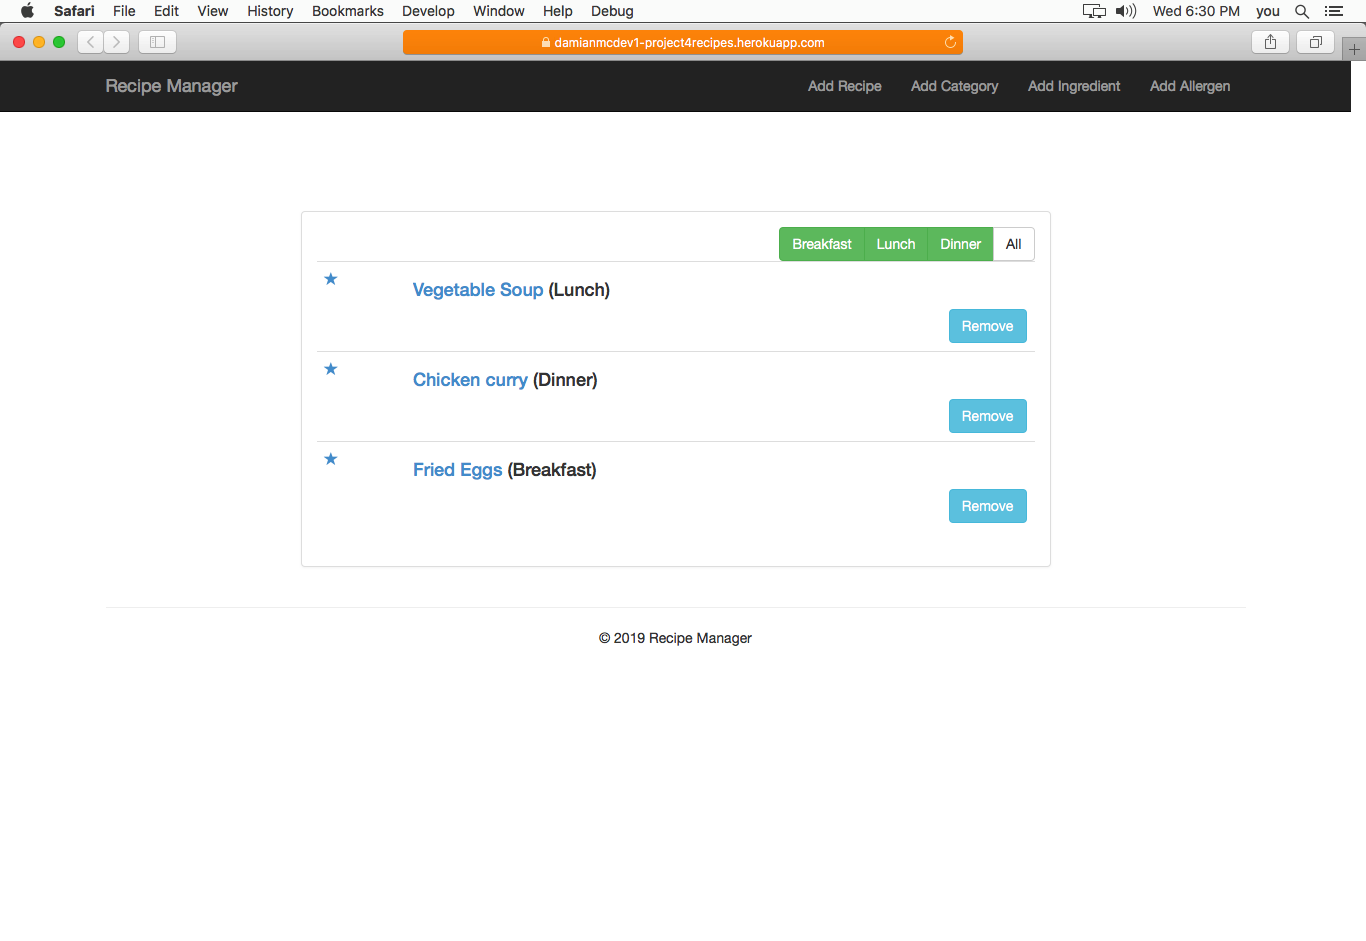 Safari File Edit View History Bookmarks Develop Window Help Debug Wed 6:30 PM you
damianmcdev1-project4recipes.herokuapp.com
Recipe Manager Add Recipe Add Category Add Ingredient Add Allergen
Breakfast Lunch Dinner All
Vegetable Soup (Lunch)
Remove
Chicken curry (Dinner)
Remove
Fried Eggs (Breakfast)
Remove
© 2019 Recipe Manager